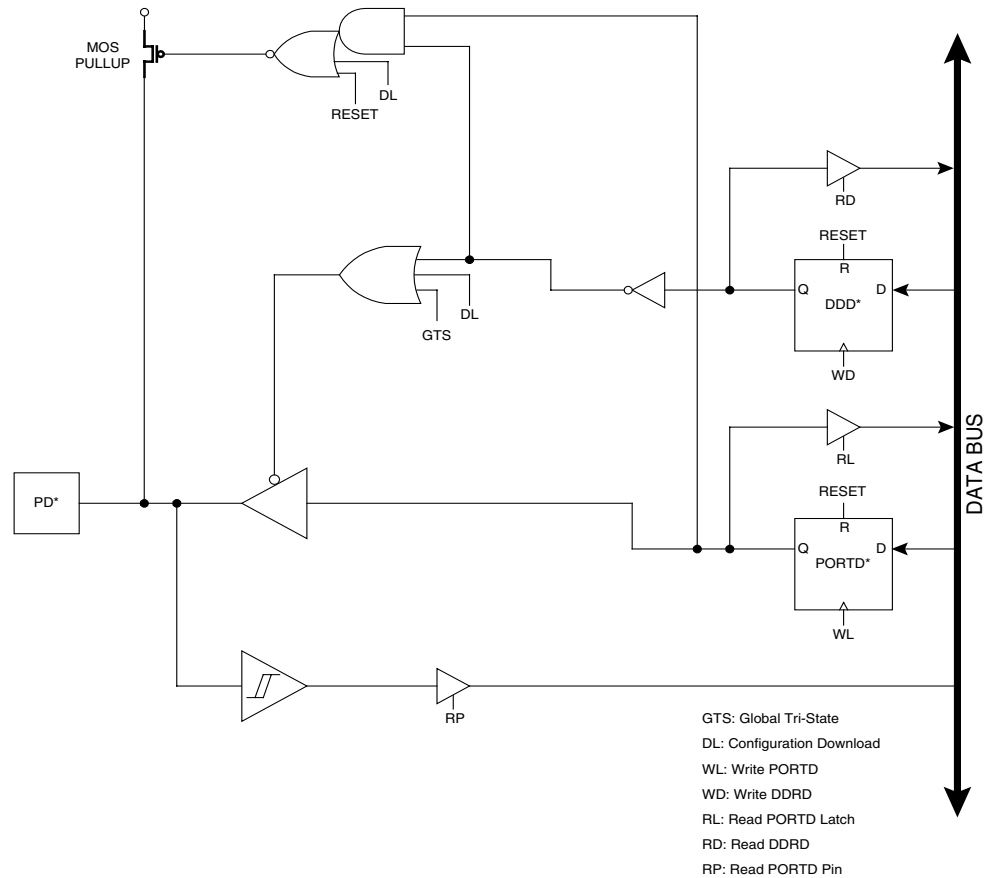 MOS
PULLUP
DL
RESET
RD
RESET
R
Q
DDD*
D
DL
GTS
WD
RL
DATA BUS
RESET
R
PD*
Q
PORTD*
D
WL
RP
GTS: Global Tri-State
DL: Configuration Download
WL: Write PORTD
WD: Write DDRD
RL: Read PORTD Latch
RD: Read DDRD
RP: Read PORTD Pin